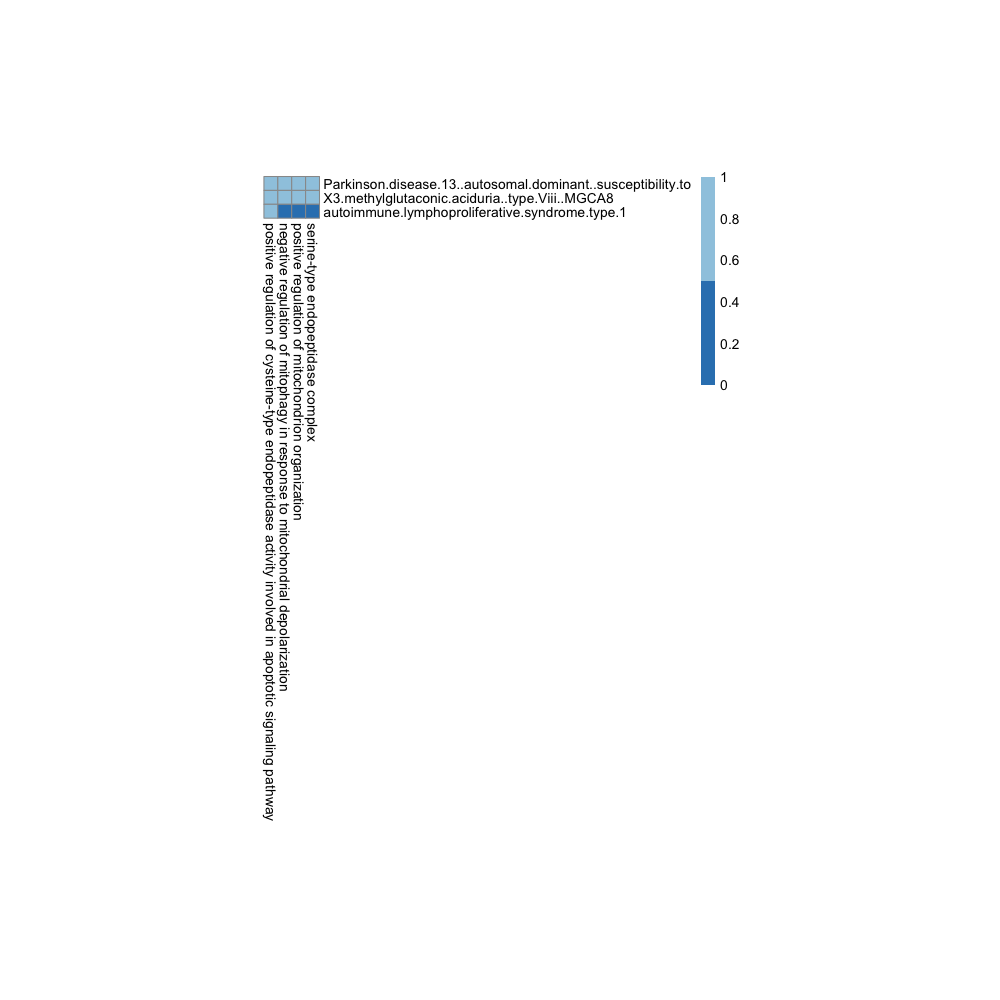 Parkinson.disease.13..autosomal.dominant..susceptibility.to
X3.methylglutaconic.aciduria..type.Viii..MGCA8
autoimmune.lymphoproliferative.syndrome.type.1
positive regulation of cysteine-type endopeptidase activity involved in apoptotic signaling pathway
negative regulation of mitophagy in response to mitochondrial depolarization
positive regulation of mitochondrion organization
serine-type endopeptidase complex
1
0.8
0.6
0.4
0.2
0